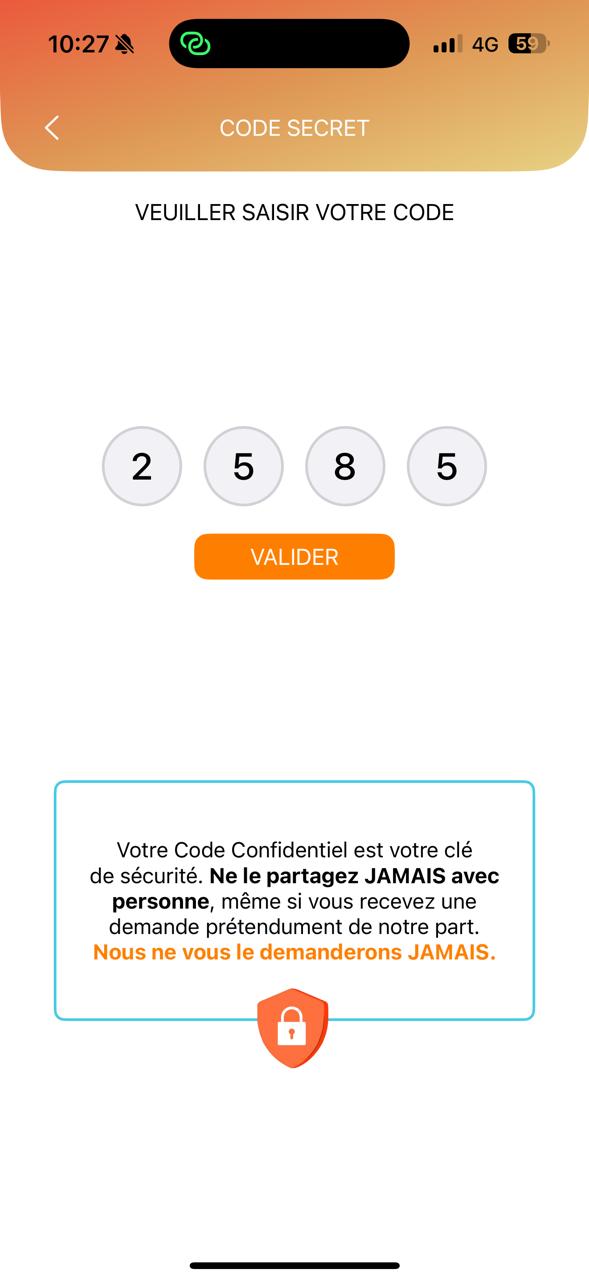 10:27 4G 59
CODE SECRET
VEUILLER SAISIR VOTRE CODE
2 5 8 5
VALIDER
Votre Code Confidentiel est votre clé
de sécurité. Ne le partagez JAMAIS avec
personne, même si vous recevez une
demande prétendument de notre part.
Nous ne vous le demanderons JAMAIS.